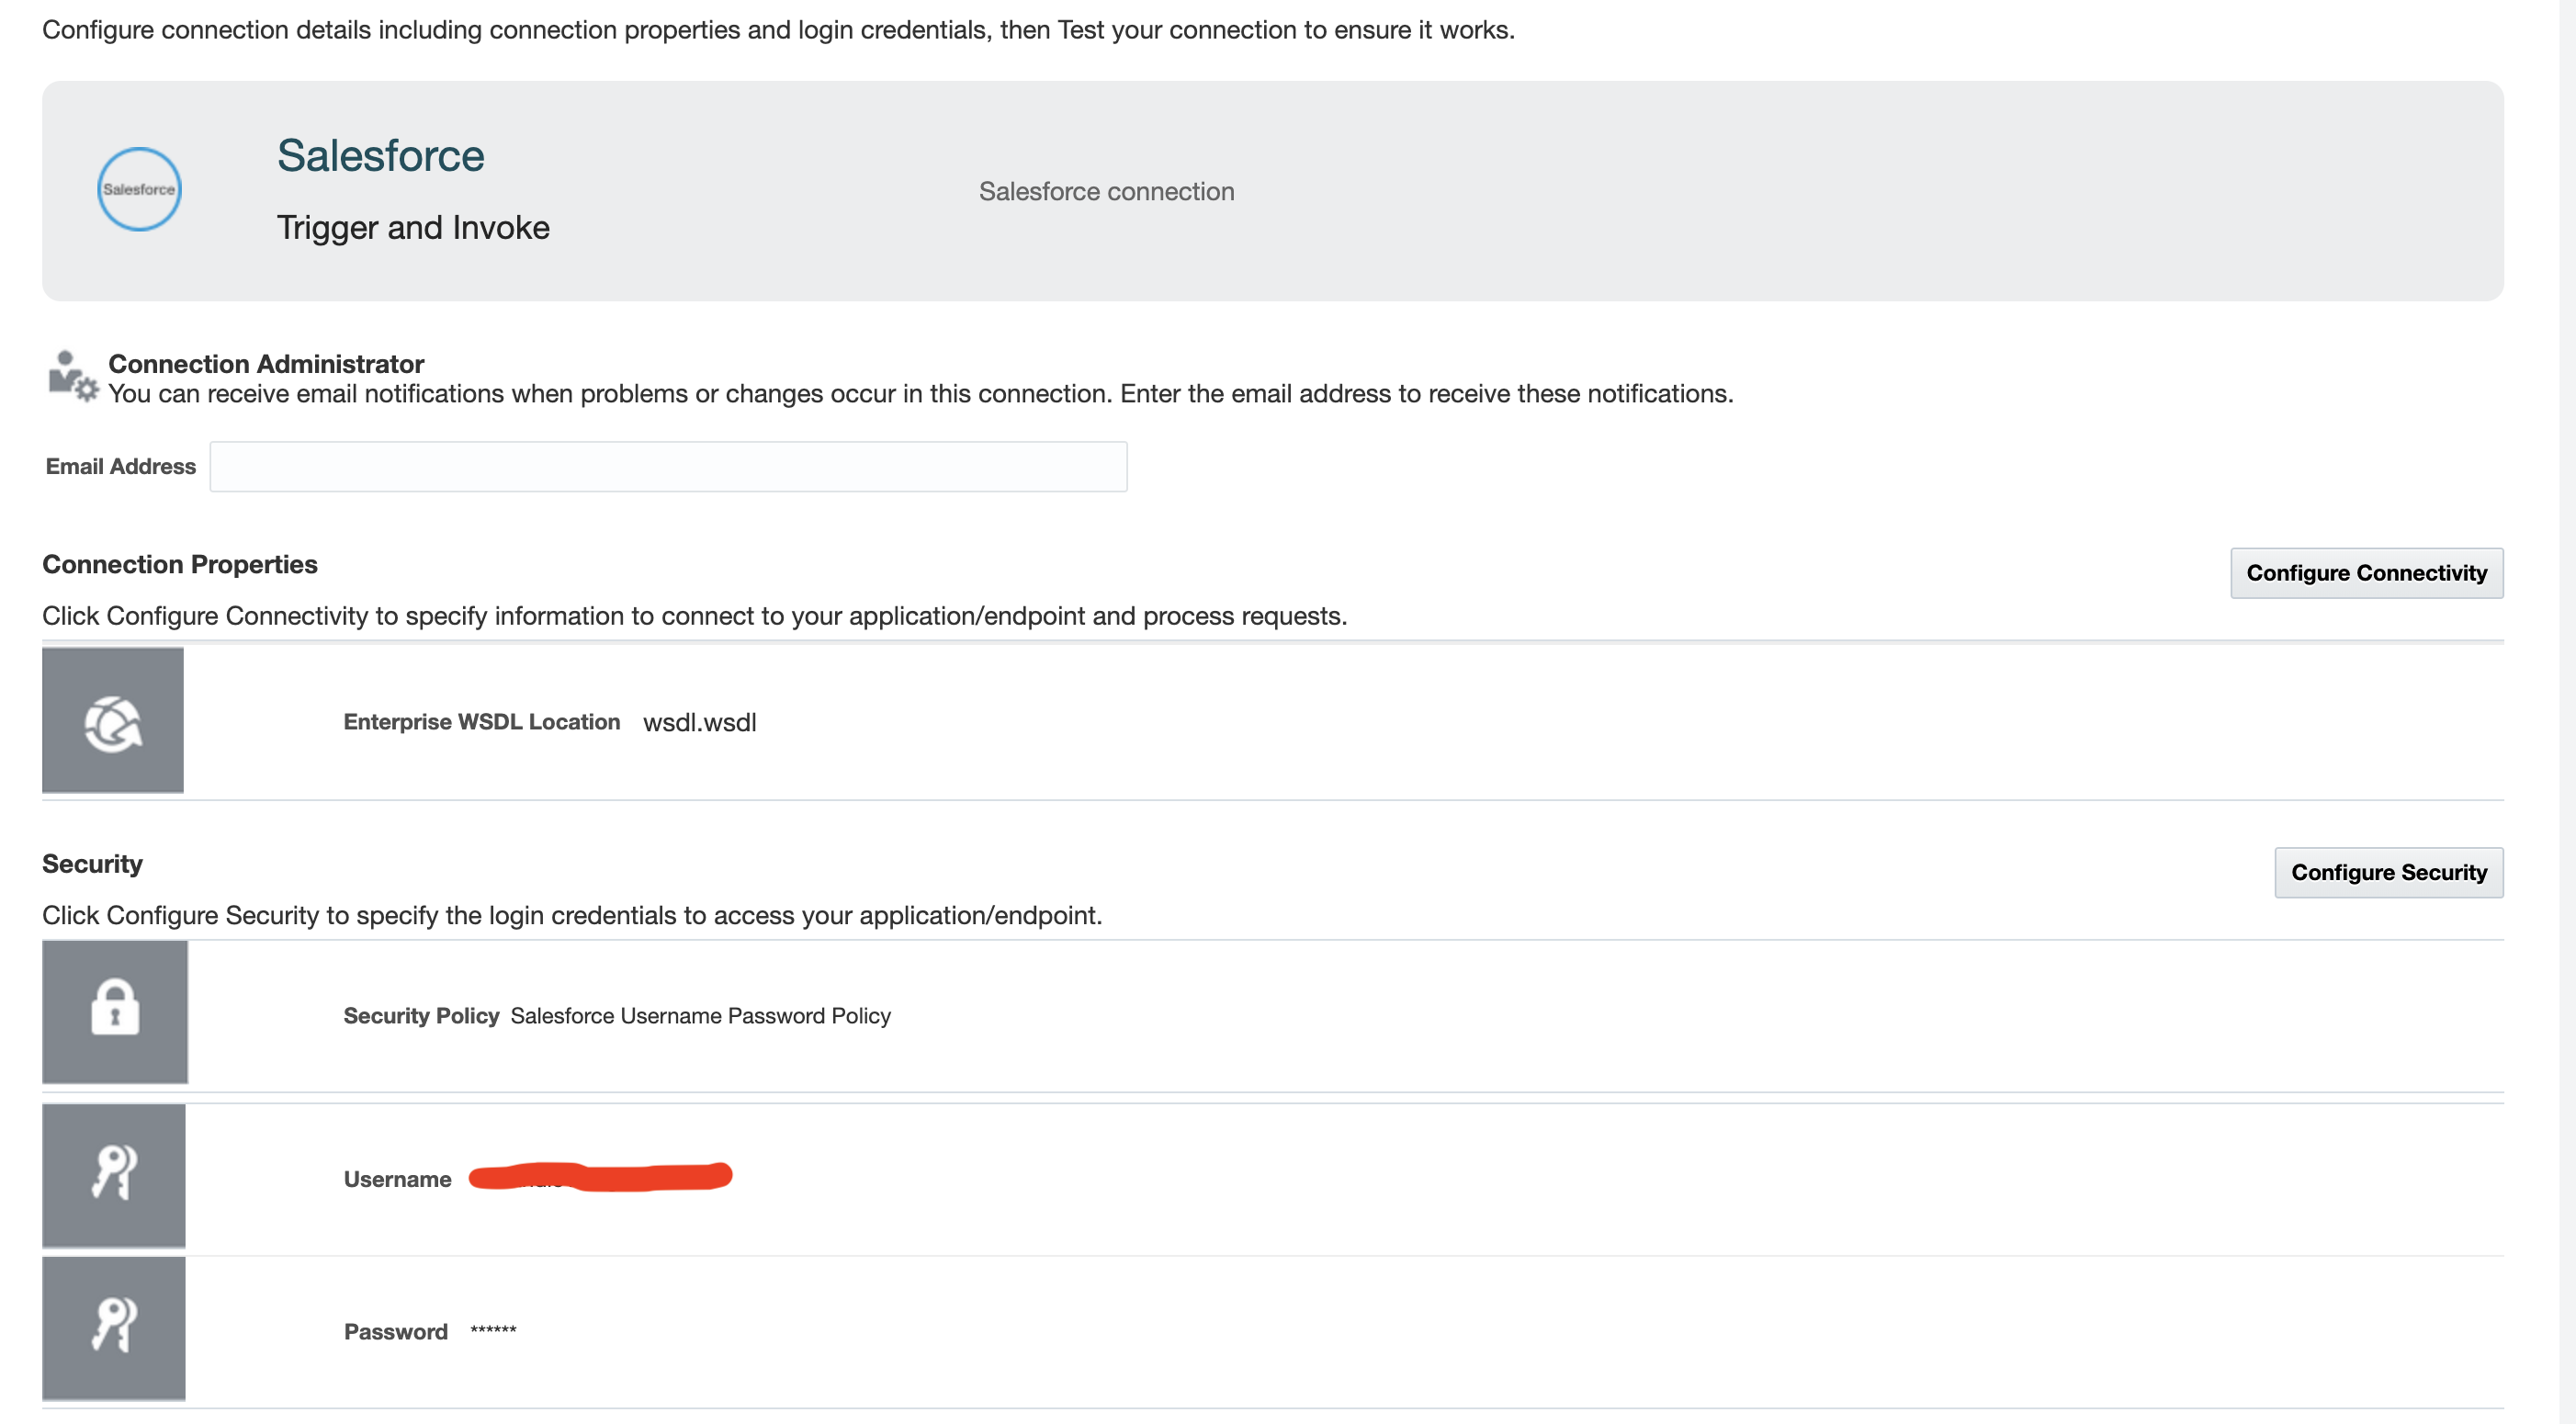 Configure connection details including connection properties and login credentials, then Test your connection to ensure it works.
Salesforce
Salesforce
Trigger and Invoke
Salesforce connection
Connection Administrator
You can receive email notifications when problems or changes occur in this connection. Enter the email address to receive these notifications.
Email Address
Connection Properties
Configure Connectivity
Click Configure Connectivity to specify information to connect to your application/endpoint and process requests.
Enterprise WSDL Location wsdl.wsdl
Security
Configure Security
Click Configure Security to specify the login credentials to access your application/endpoint.
Security Policy Salesforce Username Password Policy
Username
Password ******